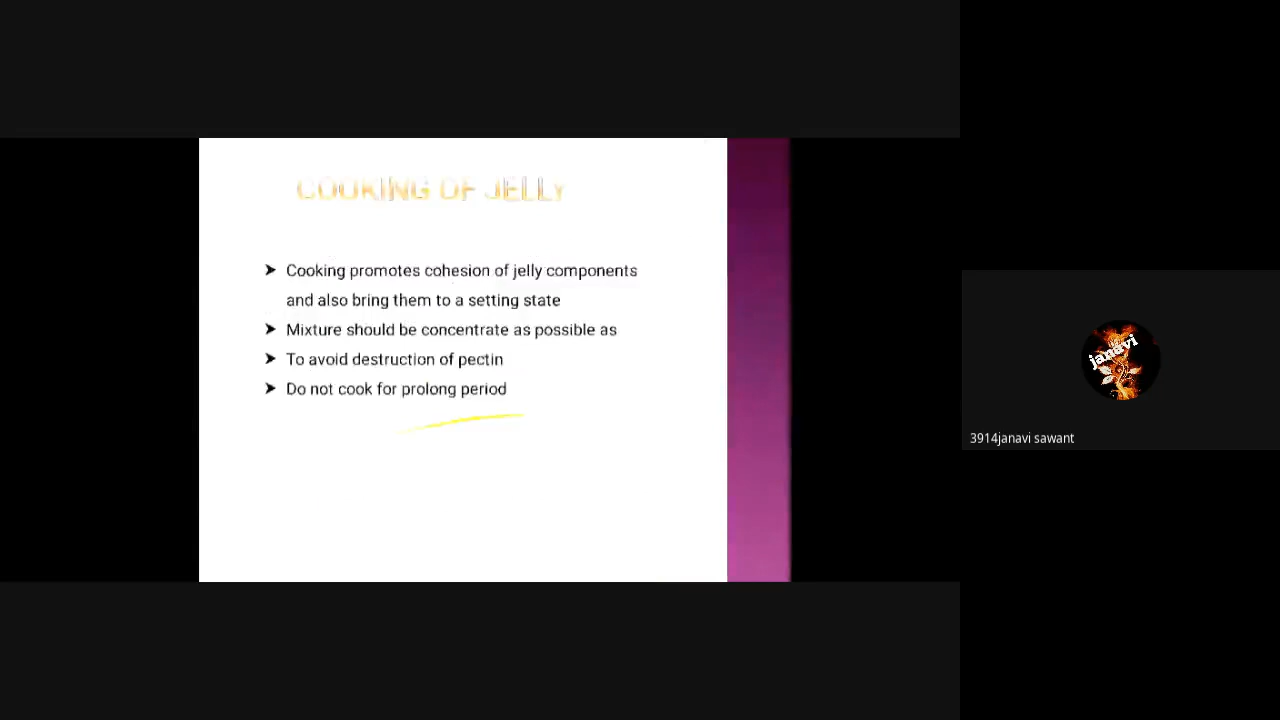 COOKING OF JELLY
➤ Cooking promotes cohesion of jelly components
and also bring them to a setting state
➤ Mixture should be concentrate as possible as
➤ To avoid destruction of pectin
➤ Do not cook for prolong period
janavi
3914janavi sawant